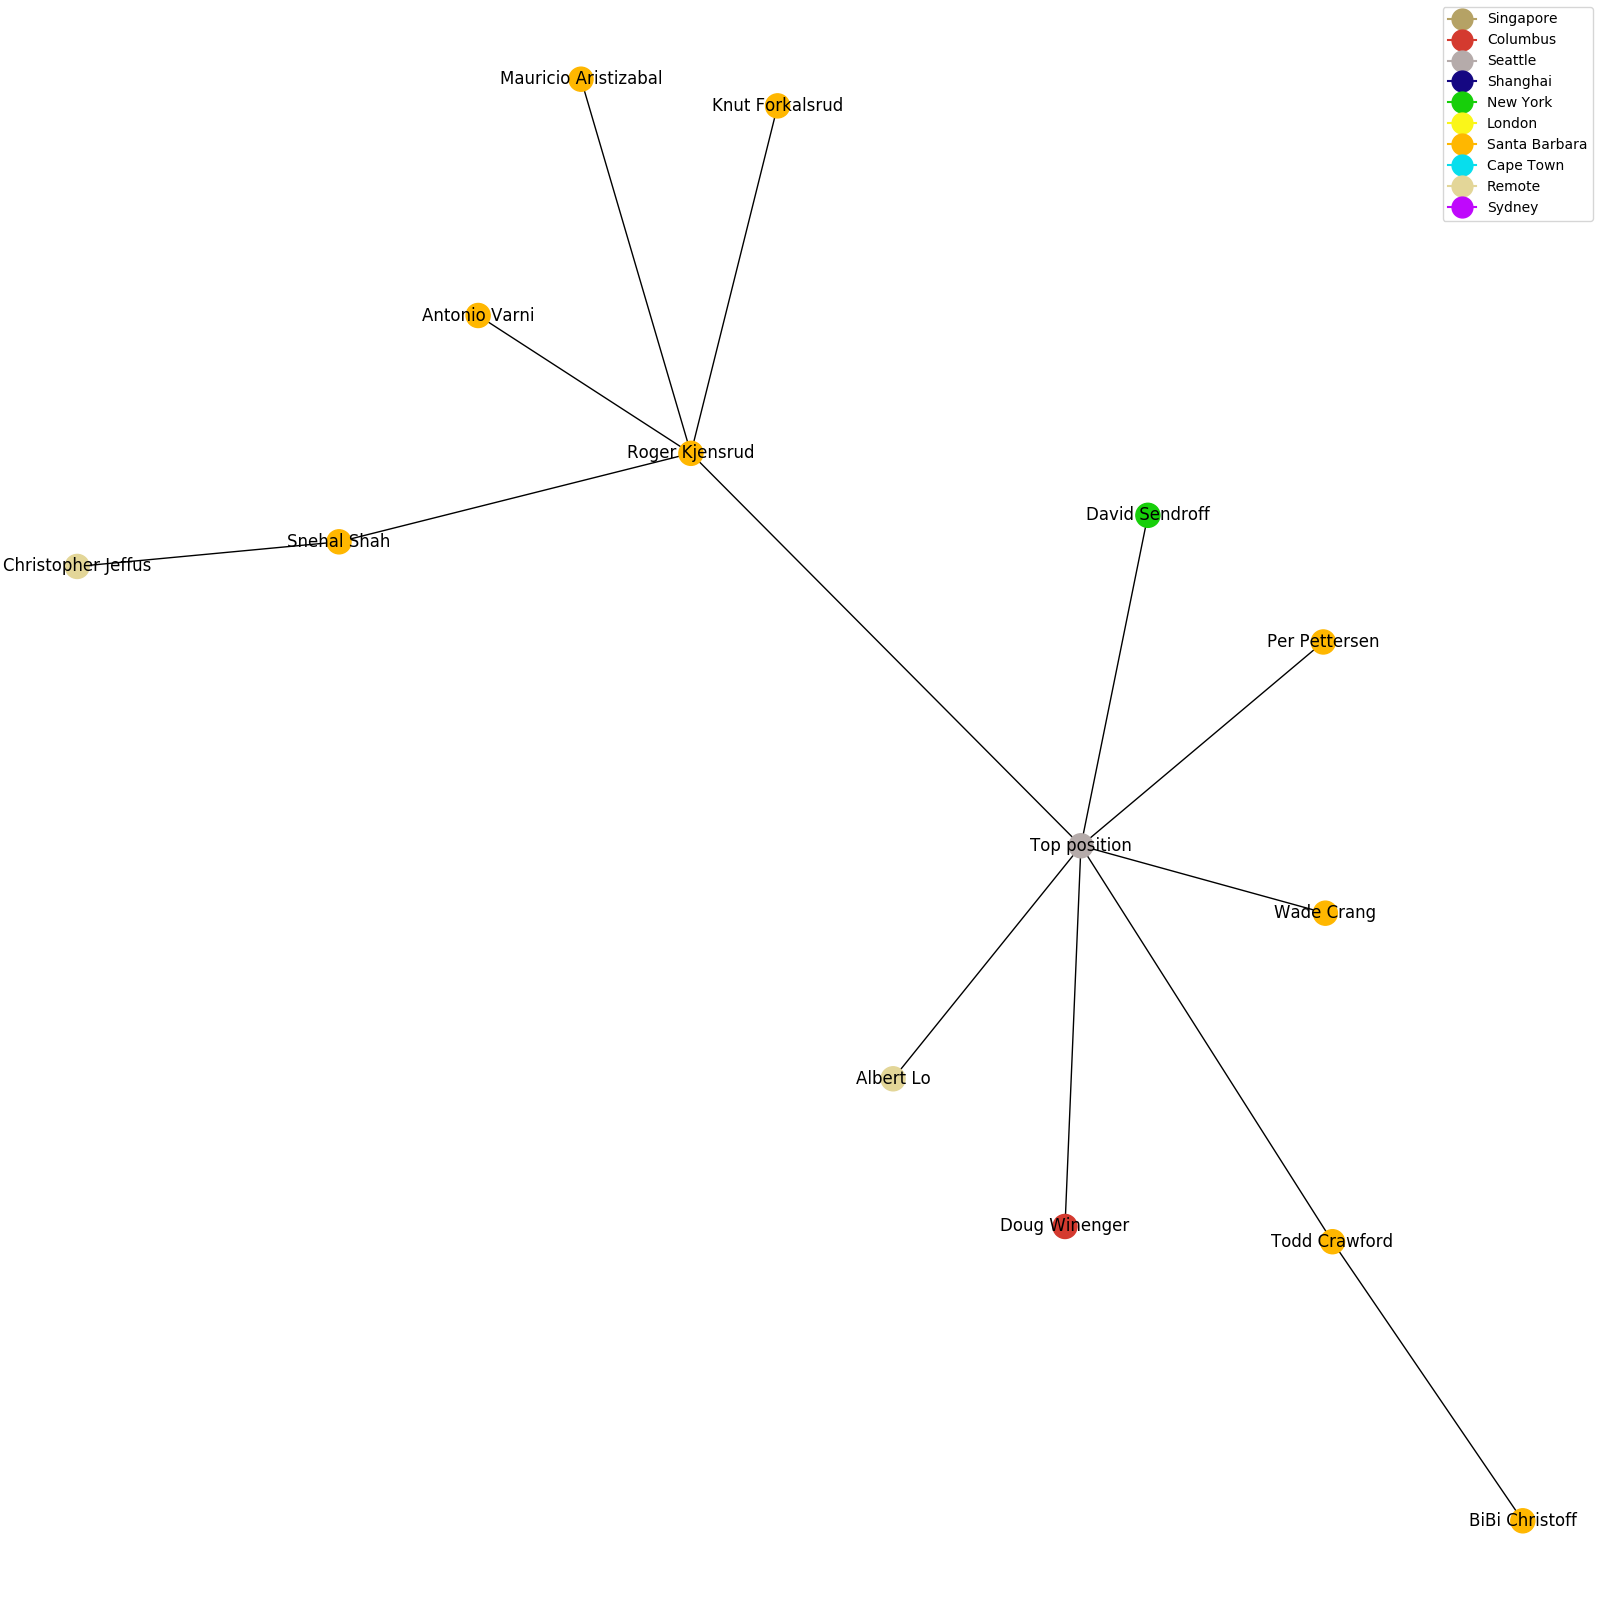 Singapore
Columbus
Seattle
Shanghai
New York
London
Santa Barbara
Cape Town
Remote
Sydney
Mauricio Aristizabal
Knut Forkalsrud
Antonio Varni
Roger Kjensrud
David Sendroff
Snehal Shah
Christopher Jeffus
Per Pettersen
Top position
Wade Crang
Albert Lo
Doug Winenger
Todd Crawford
BiBi Christoff